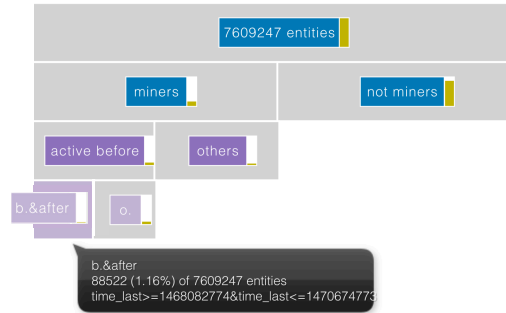 7609247 entities
miners
not miners
active before
others
b.&after
o.
b.&after
88522 (1.16%) of 7609247 entities
time_last>=1468082774&time_last<=1470674773